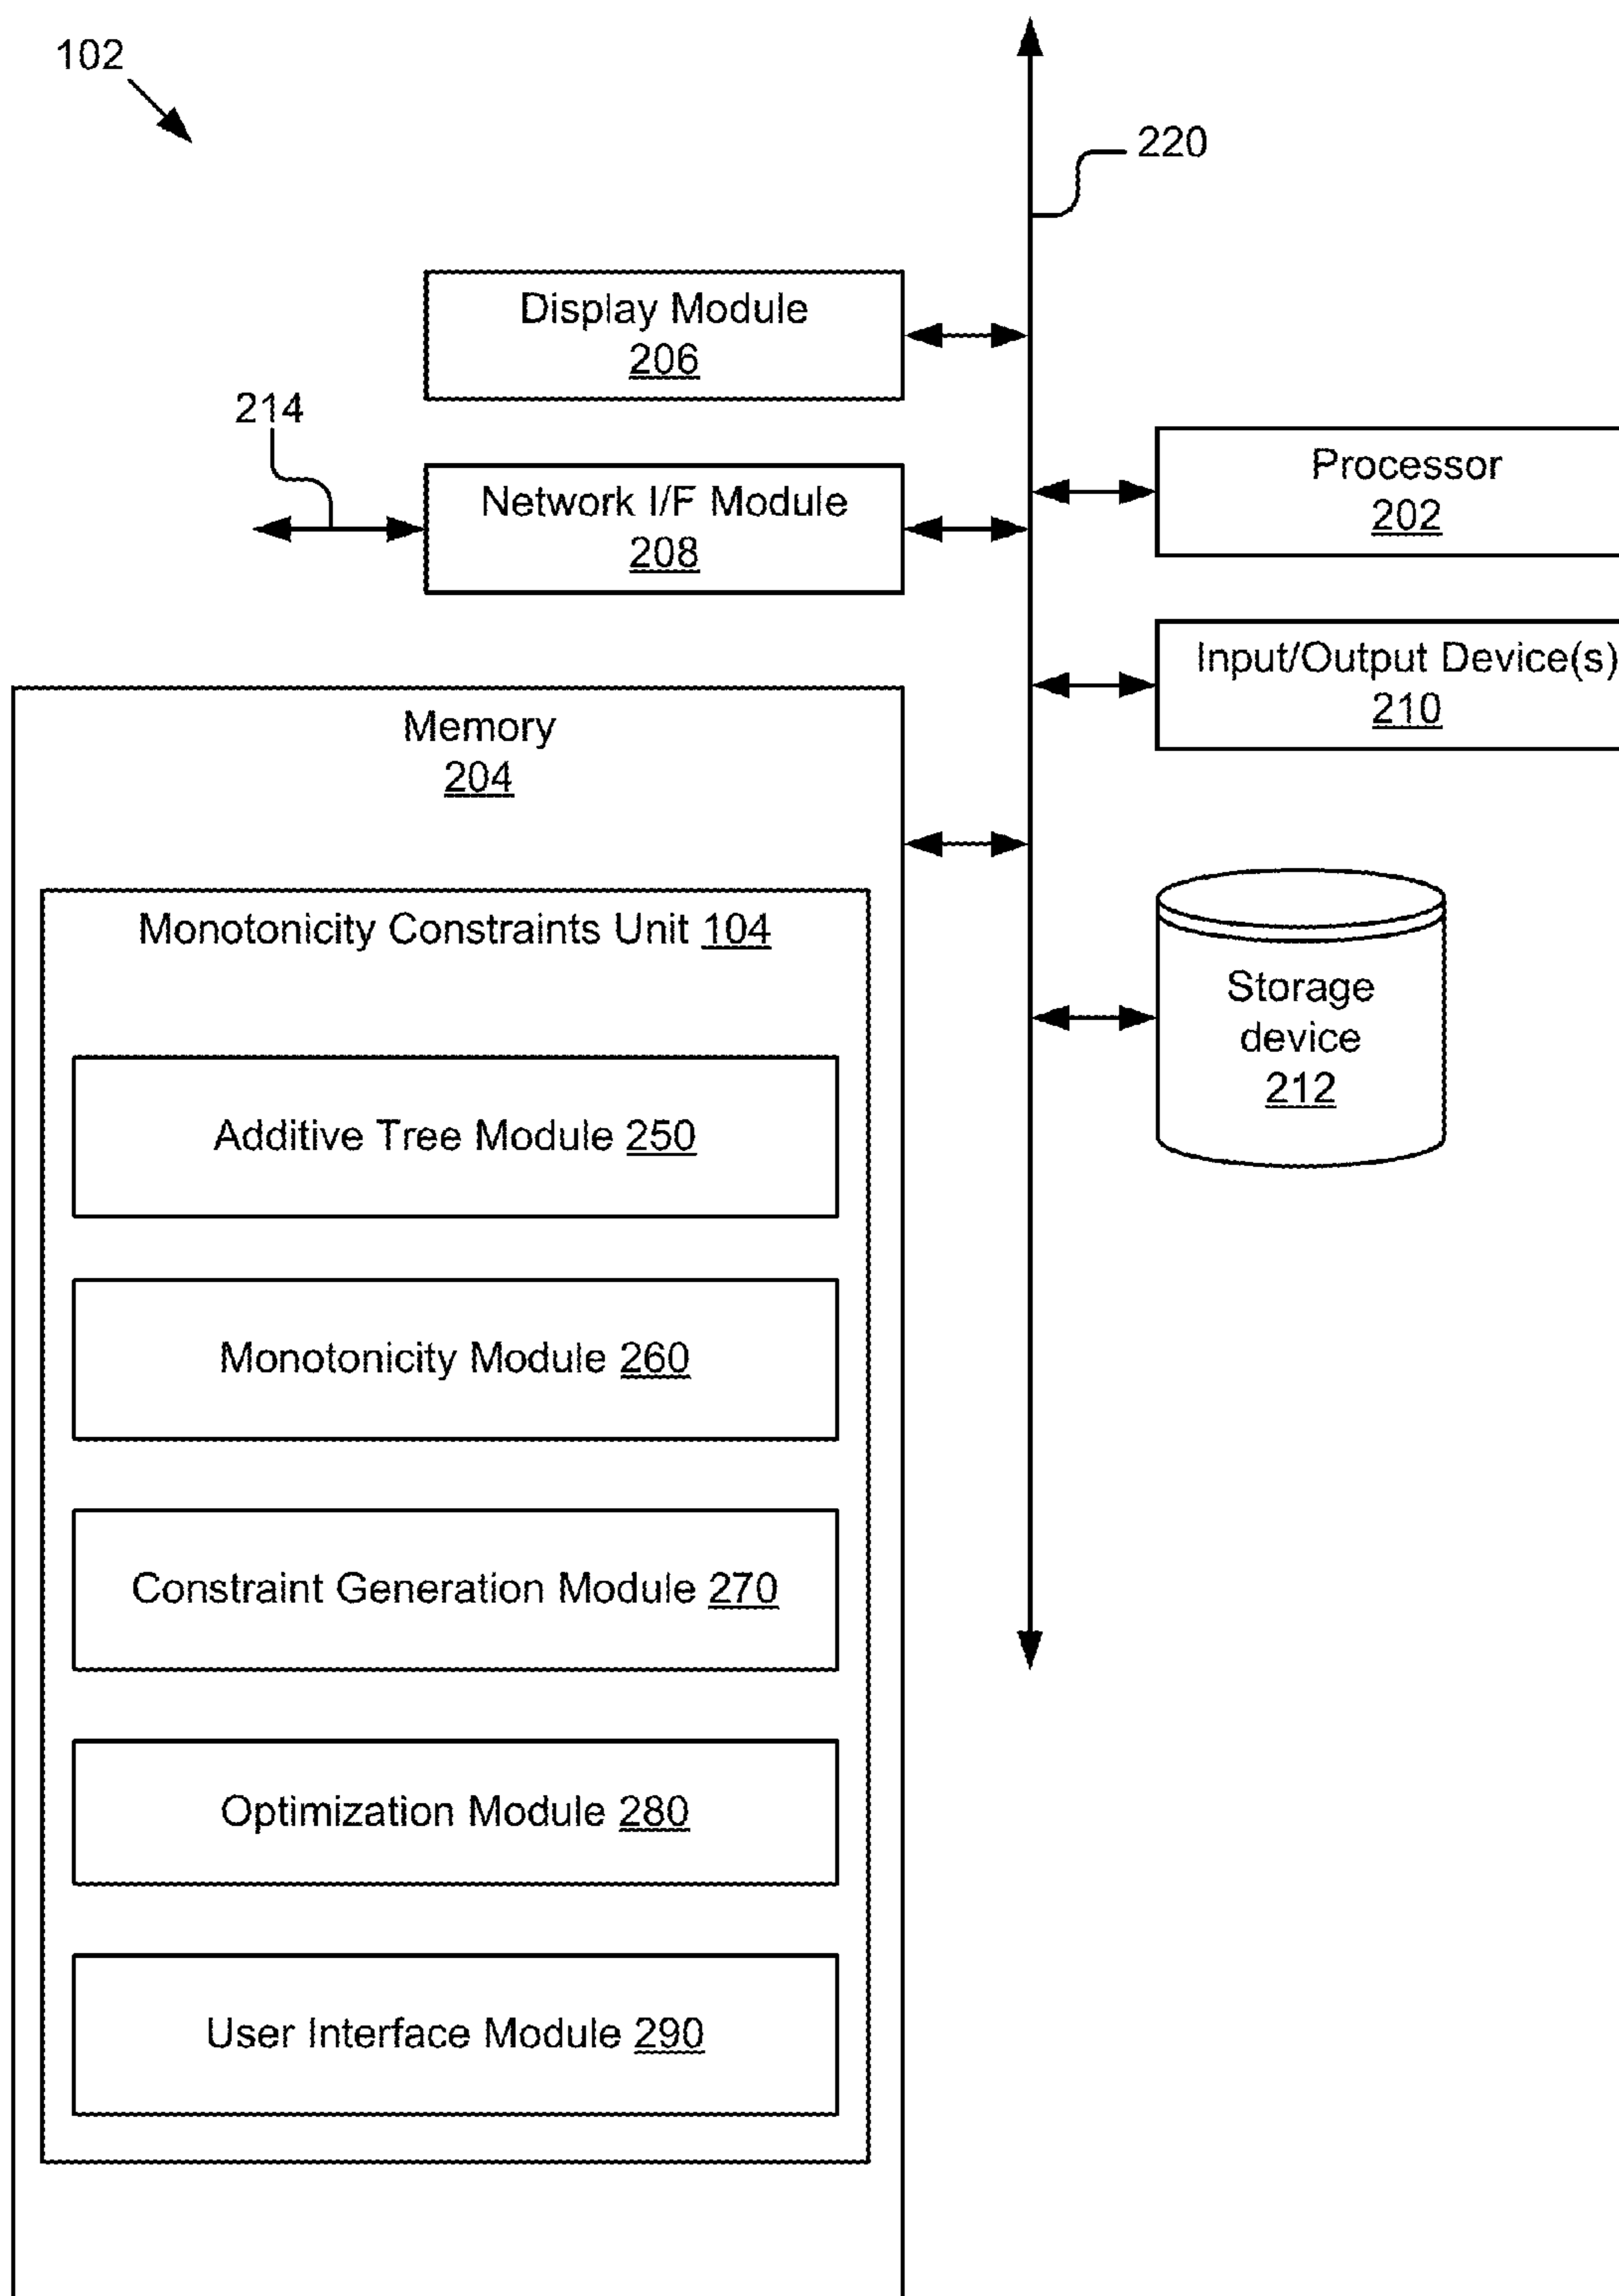 102
220
Display Module
206
214
Network I/F Module
208
Processor
202
Input/Output Device(s)
210
Memory
204
Monotonicity Constraints Unit 104
Storage
device
212
Additive Tree Module 250
Monotonicity Module 260
Constraint Generation Module 270
Optimization Module 280
User Interface Module 290